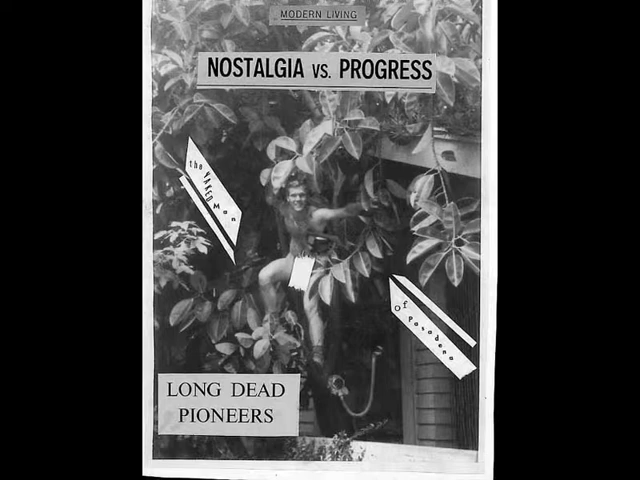 MODERN LIVING
NOSTALGIA VS. PROGRESS
the NAKED Man
Of Pasadena
LONG DEAD
PIONEERS